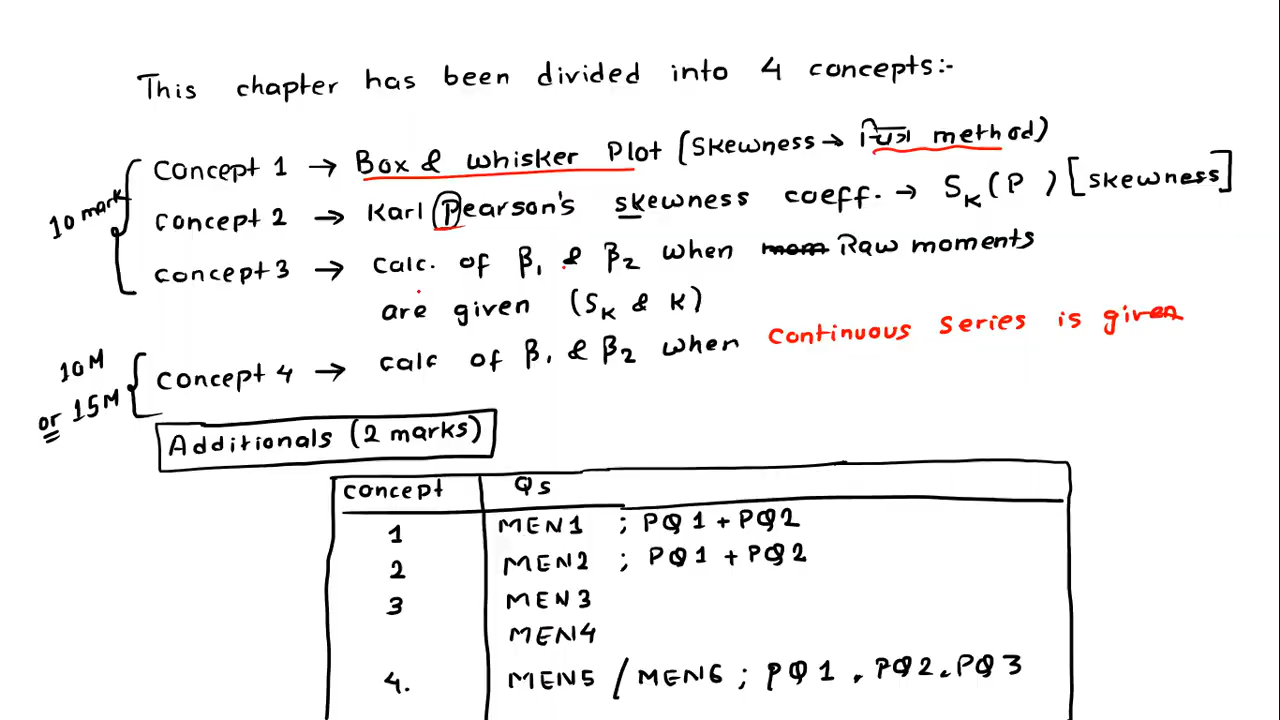 This chapter has been divided into 4 concepts:-
10 mark
Concept 1 → Box & whisker Plot (Skewness → चित्र method)
concept 2 → Karl Pearson's skewness coeff. → SK (P ) [skewness]
concept 3 → calc. of β1 & β2 when mom Raw moments
are given (SK & K)
10M
or 15M
concept 4 → calc of β1 & β2 when continuous series is given
Additionals (2 marks)
concept Qs
1 MEN1 ; PQ1 + PQ2
2 MEN2 ; PQ1 + PQ2
3 MEN3
MEN4
4. MEN5 / MEN6 ; PQ1 , PQ2, PQ3